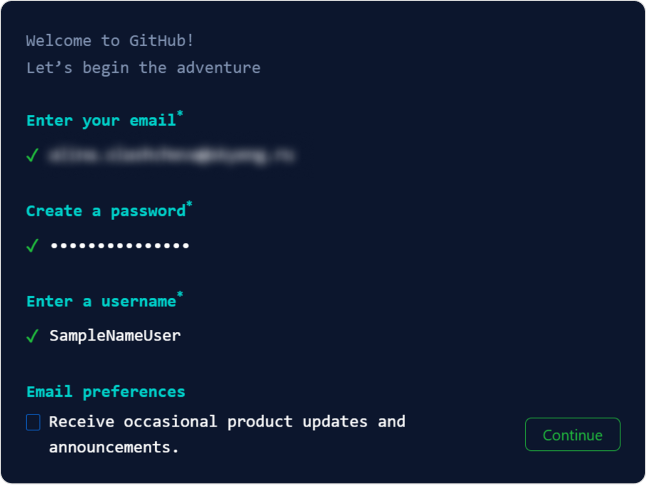 Welcome to GitHub!
Let’s begin the adventure
Enter your email*
✓
Create a password*
✓ •••••••••••••••
Enter a username*
✓ SampleNameUser
Email preferences
Receive occasional product updates and
announcements.
Continue